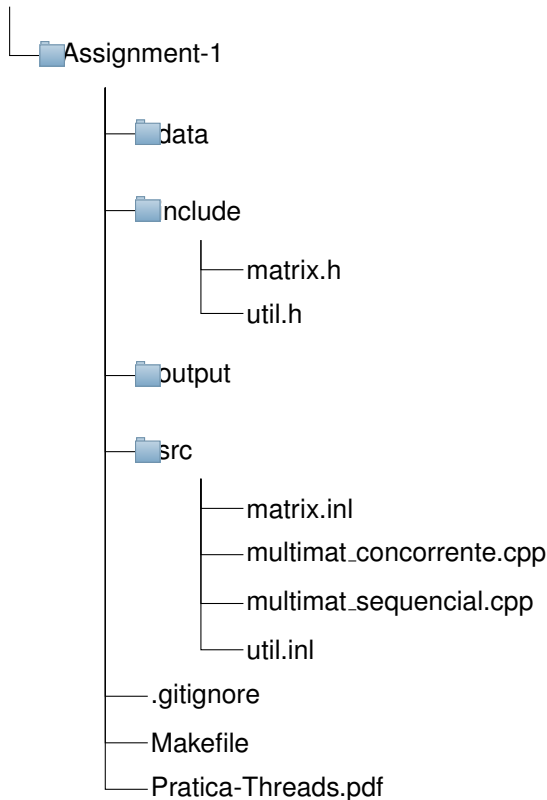 Assignment-1
data
include
matrix.h
util.h
output
src
matrix.inl
multimat_concorrente.cpp
multimat_sequencial.cpp
util.inl
.gitignore
Makefile
Pratica-Threads.pdf